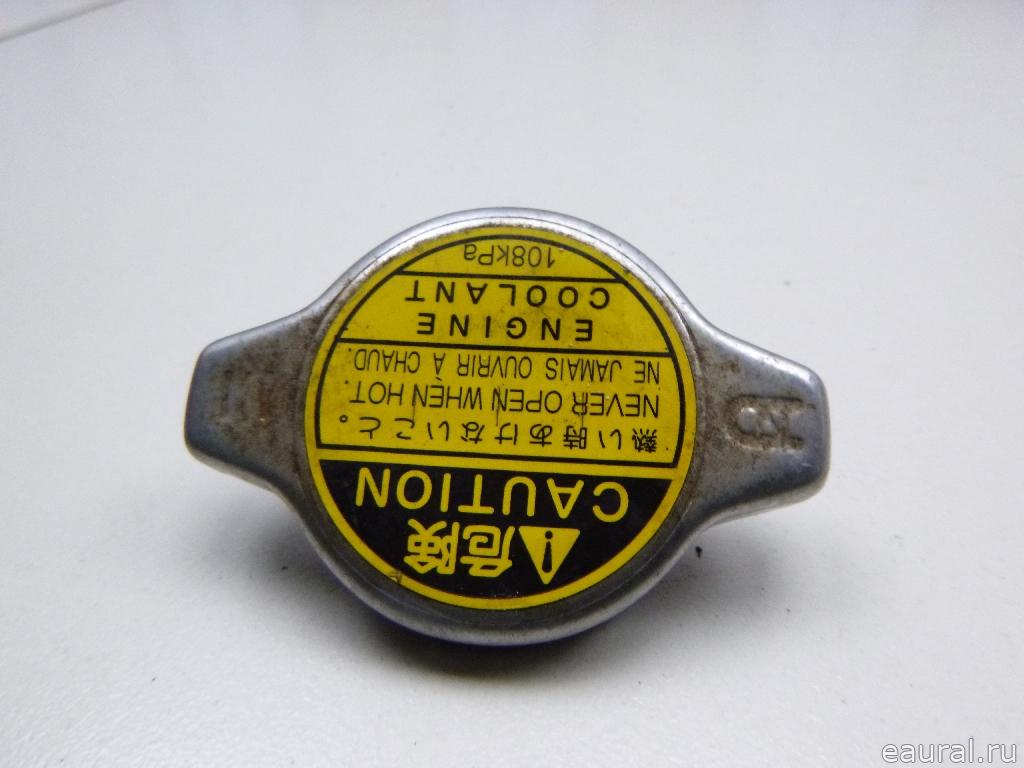 危険
CAUTION
熱い時あけないこと。
NEVER OPEN WHEN HOT.
NE JAMAIS OUVRIR À CHAUD.
ENGINE
COOLANT
108kPa
eaural.ru